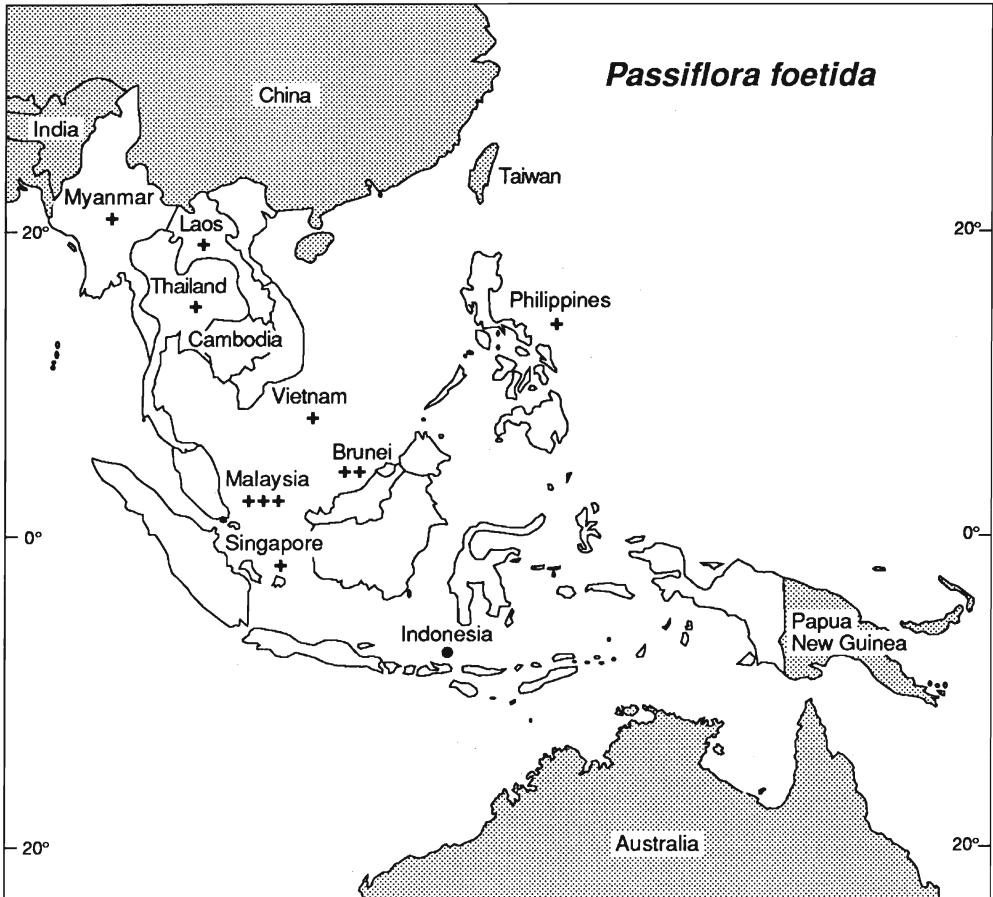 Passiflora foetida
China
India
Taiwan
Myanmar
+
Laos
+
20°
20°
Thailand
+
Philippines
+
Cambodia
Vietnam
+
Brunei
++
Malaysia
+++
0°
0°
Singapore
+
Indonesia
●
Papua
New Guinea
Australia
20°
20°